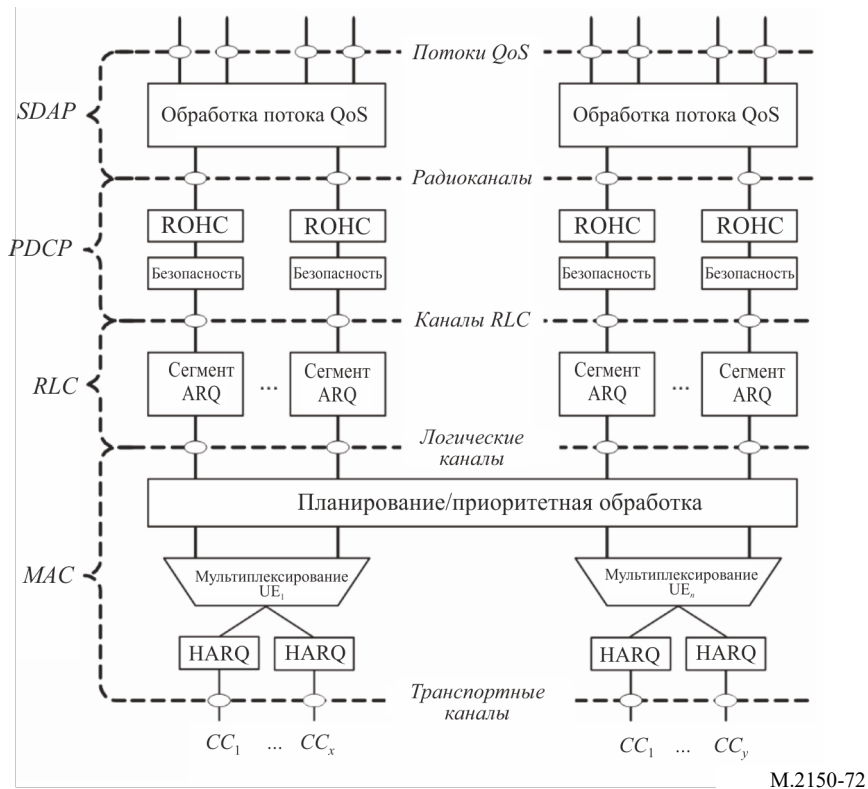 Потоки QoS
SDAP
Обработка потока QoS
Обработка потока QoS
Радиоканалы
ROHC
ROHC
ROHC
ROHC
PDCP
Безопасность
Безопасность
Безопасность
Безопасность
Каналы RLC
RLC
Сегмент
ARQ
...
Сегмент
ARQ
Сегмент
ARQ
...
Сегмент
ARQ
Логические
каналы
Планирование/приоритетная обработка
MAC
Мультиплексирование
UE₁
Мультиплексирование
UEₙ
HARQ
HARQ
HARQ
HARQ
Транспортные
каналы
CC₁ ... CCₓ
CC₁ ... CCy
M.2150-72